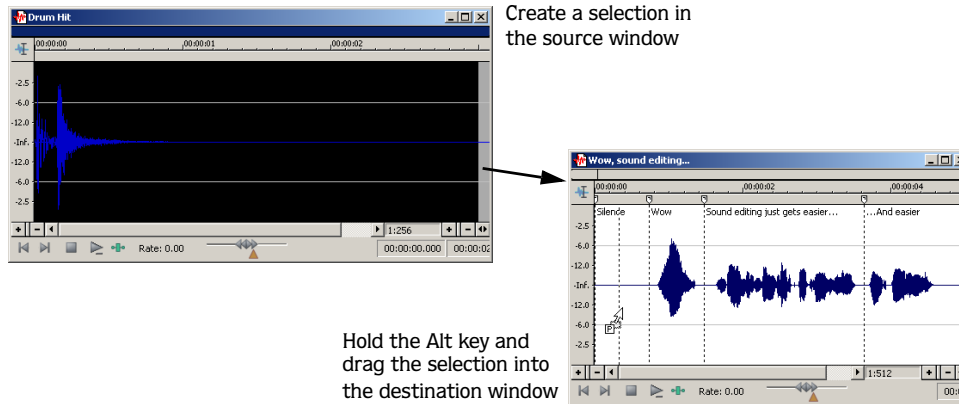 Drum Hit
Create a selection in
the source window
00:00:00 00:00:01 00:00:02
-2.5
-6.0
-12.0
-Inf.
-12.0
-6.0
-2.5
1:256
Rate: 0.00
00:00:00.000 00:00:02
Wow, sound editing...
00:00:00 00:00:02 00:00:04
Silence Wow Sound editing just gets easier... ...And easier
-2.5
-6.0
-12.0
-Inf.
-12.0
-6.0
-2.5
P
1:512
Rate: 0.00
Hold the Alt key and
drag the selection into
the destination window